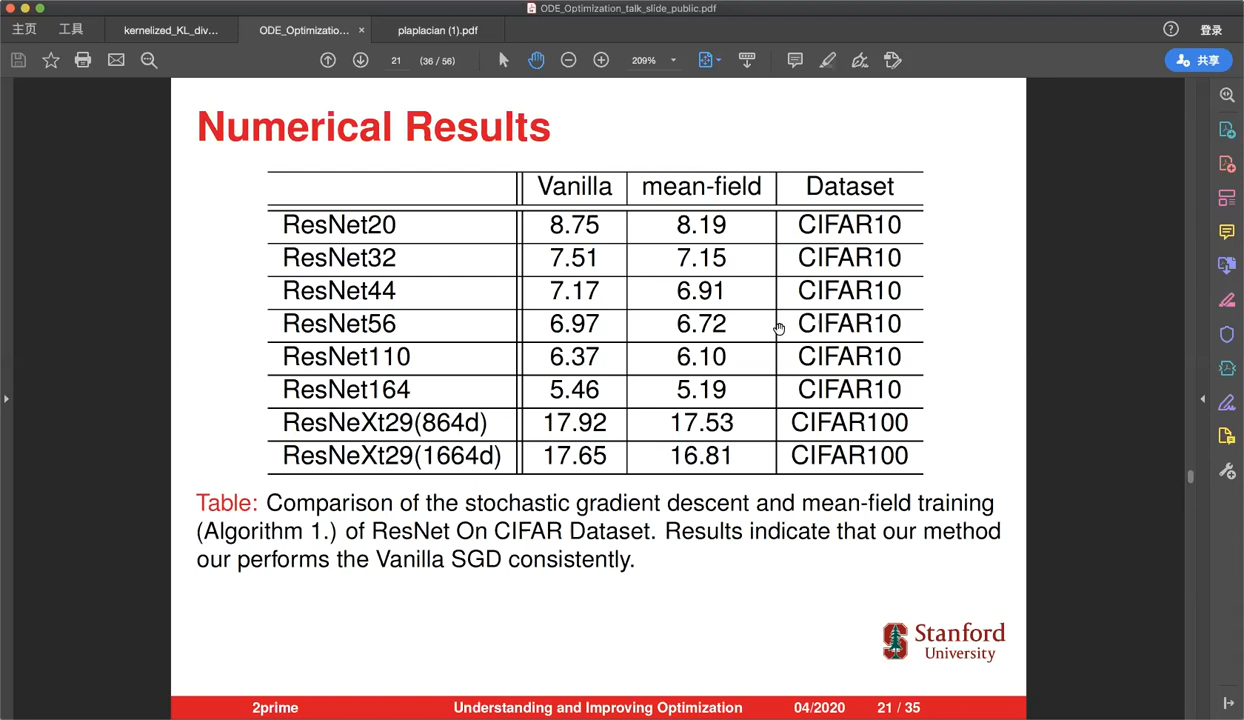 ODE_Optimization_talk_slide_public.pdf
主页 工具 kernelized_KL_div... ODE_Optimizatio... × plaplacian (1).pdf 登录
21 (36 / 56) 209% 共享
Numerical Results
Vanilla mean-field Dataset
ResNet20 8.75 8.19 CIFAR10
ResNet32 7.51 7.15 CIFAR10
ResNet44 7.17 6.91 CIFAR10
ResNet56 6.97 6.72 CIFAR10
ResNet110 6.37 6.10 CIFAR10
ResNet164 5.46 5.19 CIFAR10
ResNeXt29(864d) 17.92 17.53 CIFAR100
ResNeXt29(1664d) 17.65 16.81 CIFAR100
Table: Comparison of the stochastic gradient descent and mean-field training
(Algorithm 1.) of ResNet On CIFAR Dataset. Results indicate that our method
our performs the Vanilla SGD consistently.
Stanford
University
2prime Understanding and Improving Optimization 04/2020 21 / 35